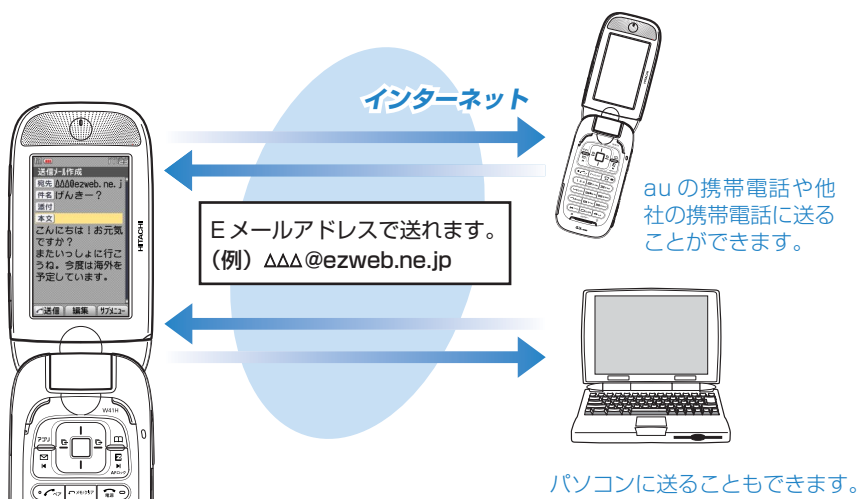 インターネット
送信ﾒｰﾙ作成
宛先 ΔΔΔ@ezweb.ne.j
件名 げんきー？
添付
本文
こんにちは！お元気
ですか？
またいっしょに行こ
うね。今度は海外を
予定しています。
送信 編集 ｻﾌﾞﾒﾆｭｰ
HITACHI
W41H
アプリ
Eメールアドレスで送れます。
（例）ΔΔΔ@ezweb.ne.jp
au の携帯電話や他
社の携帯電話に送る
ことができます。
パソコンに送ることもできます。